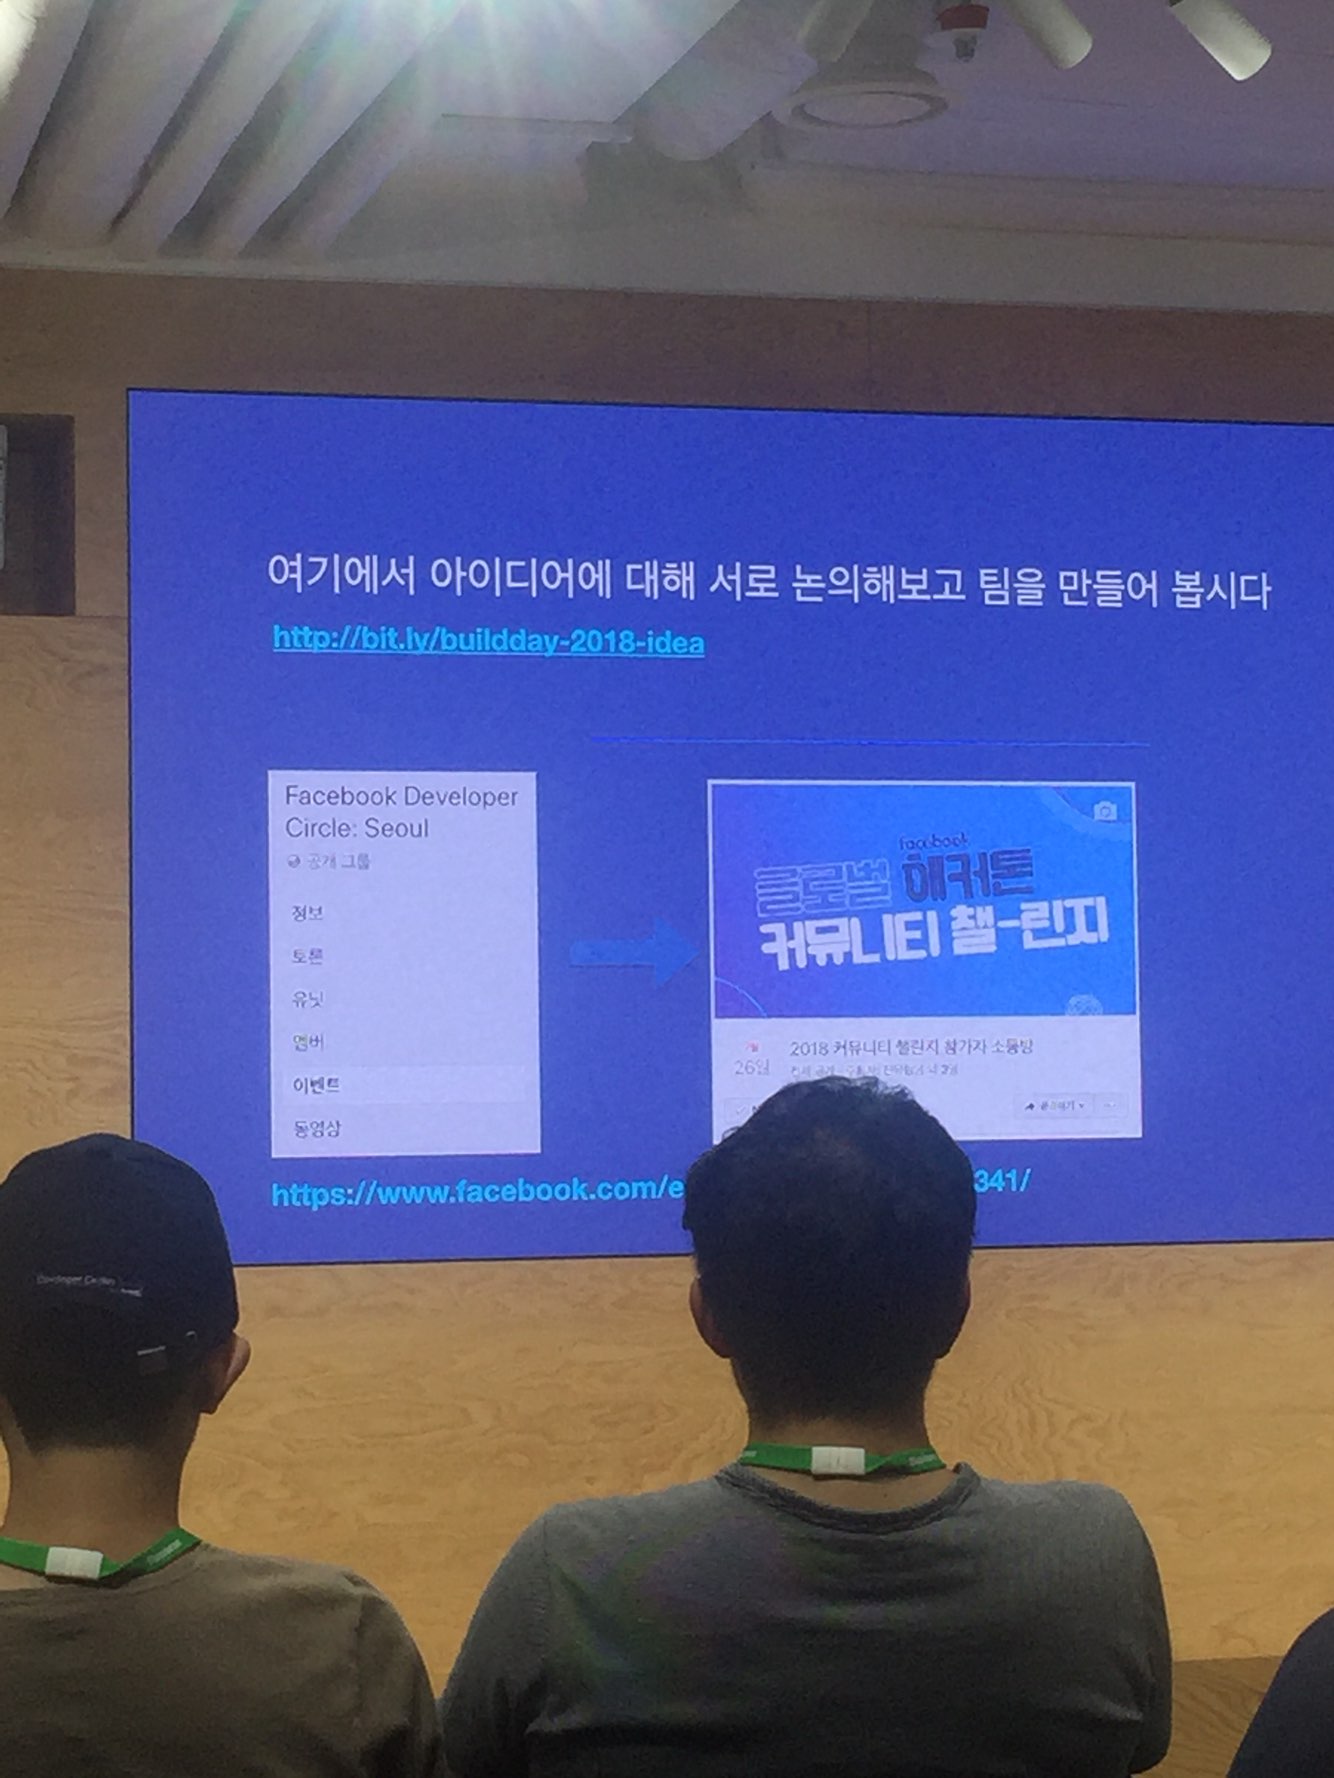 여기에서 아이디어에 대해 서로 논의해보고 팀을 만들어 봅시다
http://bit.ly/buildday-2018-idea
Facebook Developer
Circle: Seoul
공개 그룹
정보
토론
유닛
멤버
이벤트
동영상
facebook
글로벌 해커톤
커뮤니티 챌-린지
26일
2018 커뮤니티 챌린지 참가자 소통방
https://www.facebook.com/e
341/
Developer Circles